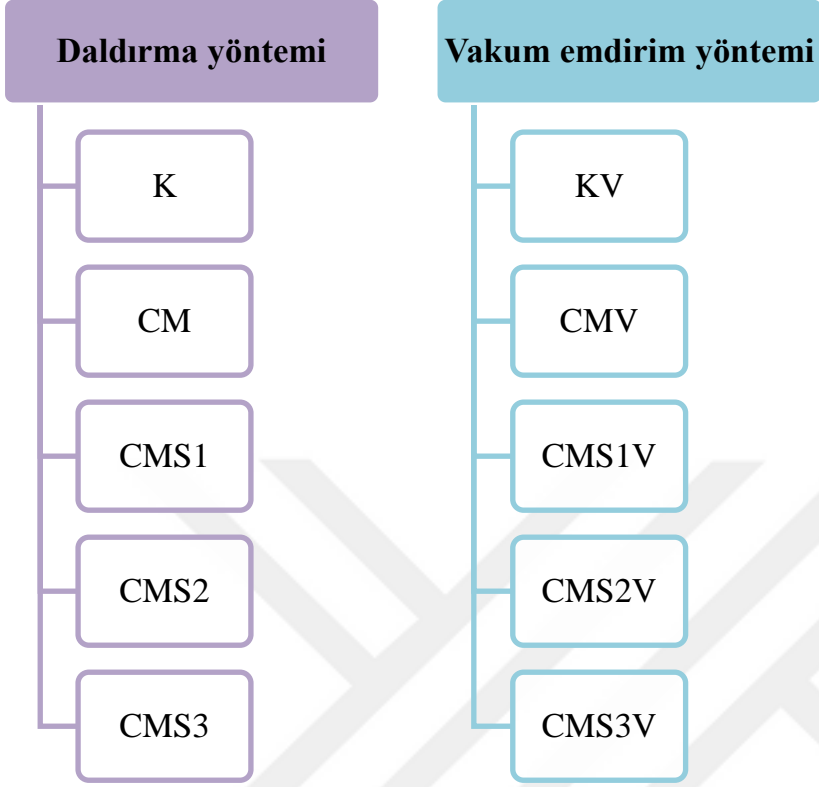 Daldırma yöntemi
K
CM
CMS1
CMS2
CMS3
Vakum emdirim yöntemi
KV
CMV
CMS1V
CMS2V
CMS3V